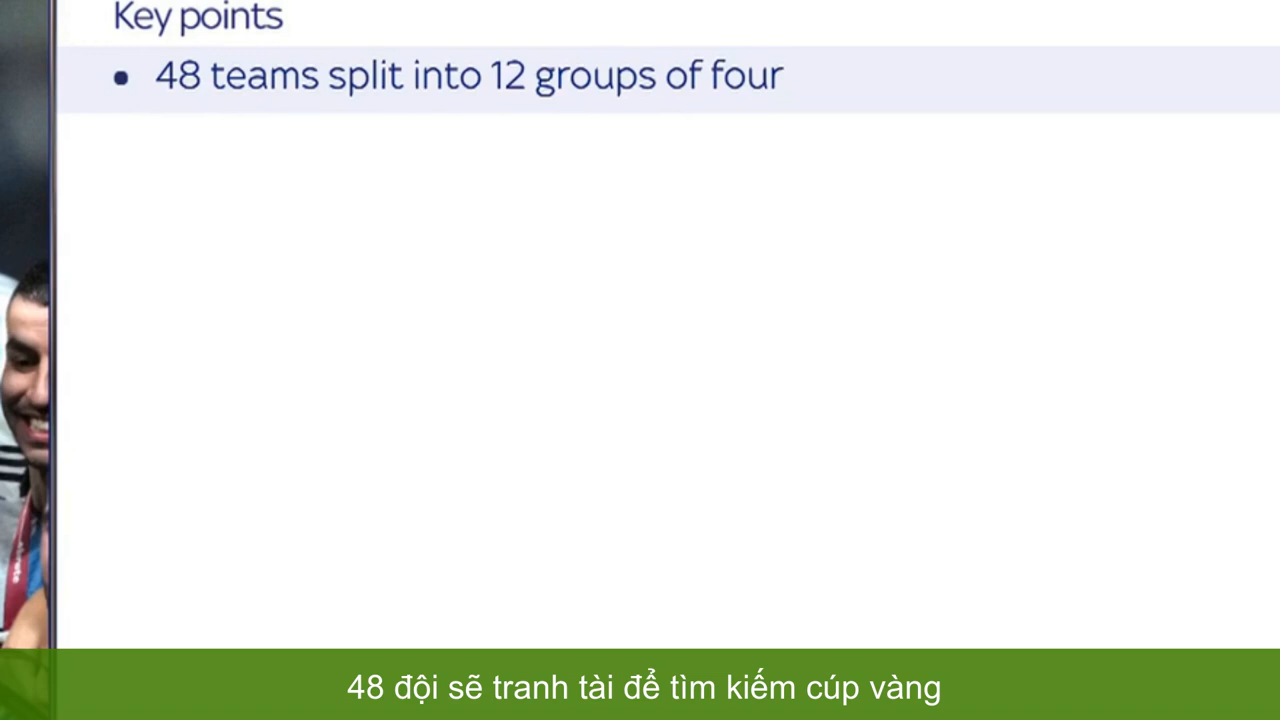 Key points
• 48 teams split into 12 groups of four
48 đội sẽ tranh tài để tìm kiếm cúp vàng